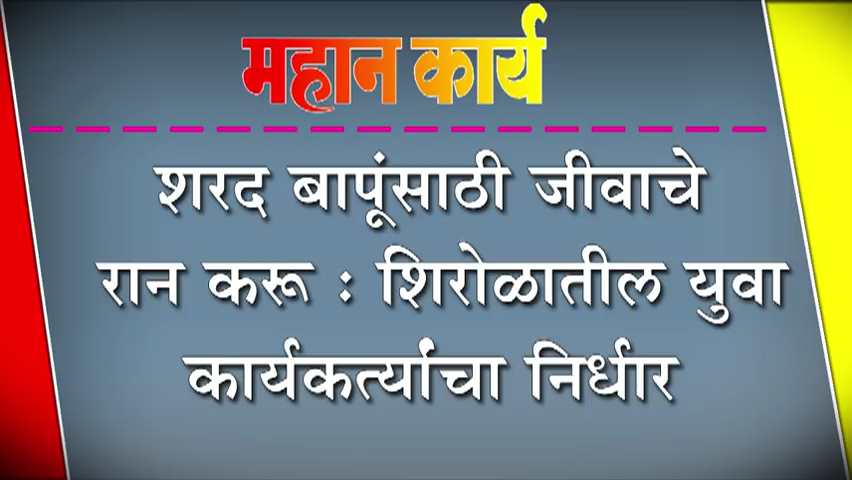 महान कार्य
शरद बापूंसाठी जीवाचे
रान करू : शिरोळातील युवा
कार्यकर्त्यांचा निर्धार